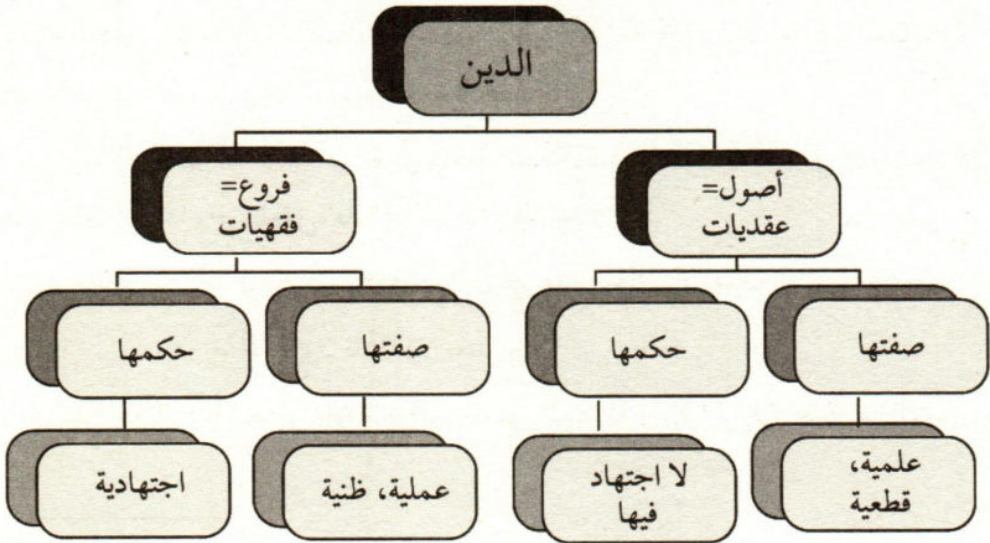 الدين
أصول=
عقديات
فروع=
فقهيات
صفتها
حكمها
صفتها
حكمها
علمية،
قطعية
لا اجتهاد
فيها
عملية، ظنية
اجتهادية